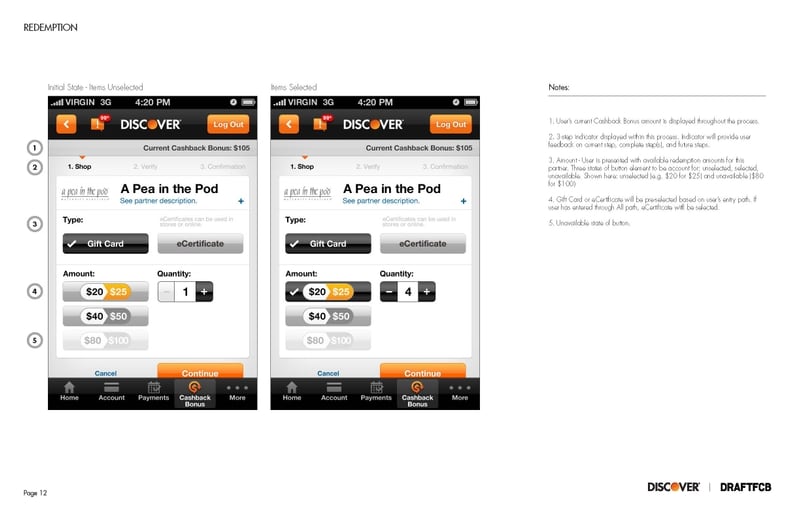 REDEMPTION
Initial State - Items Unselected
VIRGIN 3G 4:20 PM
99+ DISCOVER Log Out
1 Current Cashback Bonus: $105
2 1. Shop 2. Verify 3. Confirmation
a pea in the pod A Pea in the Pod
See partner description. +
3 Type: eCertificates can be used in
stores or online.
Gift Card eCertificate
Amount: Quantity:
4 $20 $25 − 1 +
$40 $50
5 $80 $100
Cancel Continue
Home Account Payments Cashback Bonus More
Items Selected
VIRGIN 3G 4:20 PM
99+ DISCOVER Log Out
Current Cashback Bonus: $105
1. Shop 2. Verify 3. Confirmation
a pea in the pod A Pea in the Pod
See partner description. +
Type: eCertificates can be used in
stores or online.
Gift Card eCertificate
Amount: Quantity:
$20 $25 − 4 +
$40 $50
$80 $100
Cancel Continue
Home Account Payments Cashback Bonus More
Notes:
1. User's current Cashback Bonus amount is displayed throughout the process.
2. 3-step indicator displayed within this process. Indicator will provide user
feedback on current step, complete step(s), and future steps.
3. Amount - User is presented with available redemption amounts for this
partner. Three states of button element to be account for: unselected, selected,
unavailable. Shown here: unselected (e.g. $20 for $25) and unavailable ($80
for $100)
4. Gift Card or eCertificate will be pre-selected based on user's entry path. If
user has entered through All path, eCertificate will be selected.
5. Unavailable state of button.
Page 12
DISCOVER | DRAFTFCB